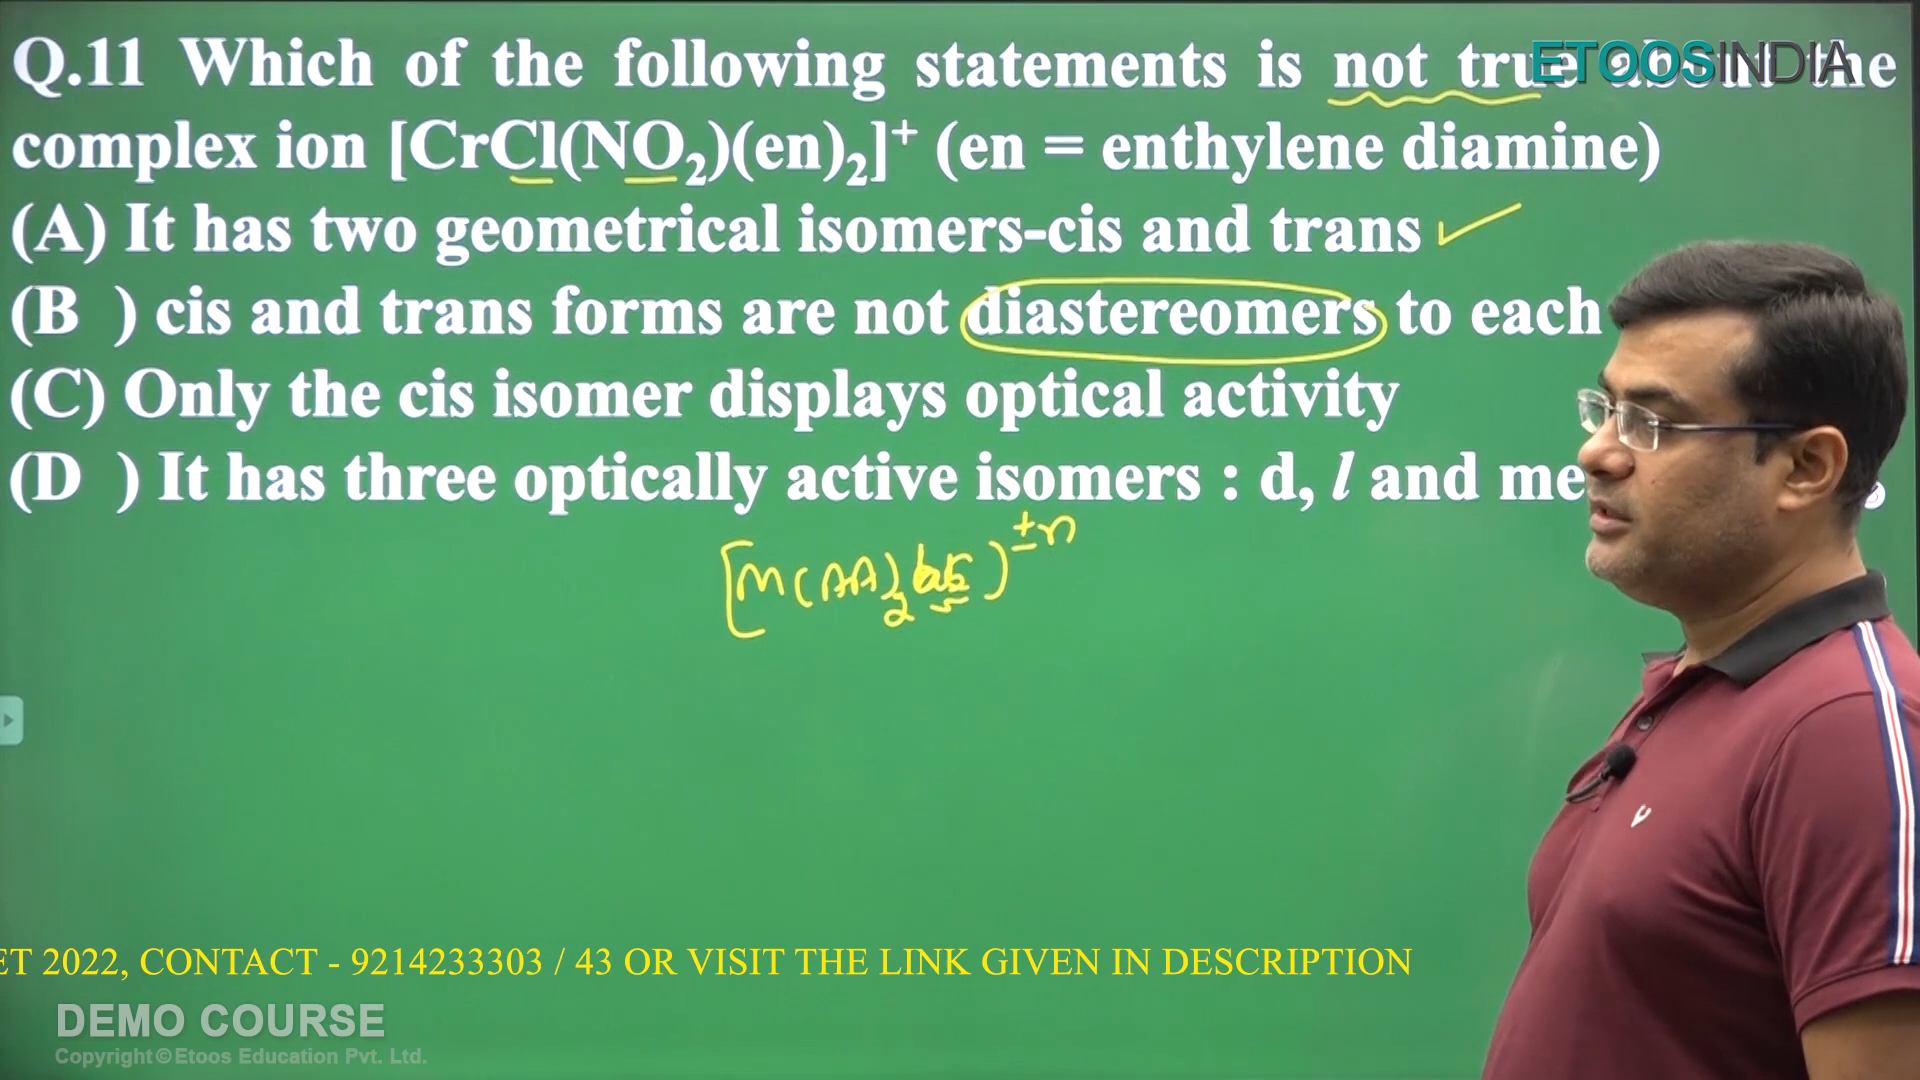 Q.11 Which of the following statements is not true about the
ETOOSINDIA
complex ion [CrCl(NO₂)(en)₂]⁺ (en = enthylene diamine)
(A) It has two geometrical isomers-cis and trans ✓
(B ) cis and trans forms are not diastereomers to each
(C) Only the cis isomer displays optical activity
(D ) It has three optically active isomers : d, l and
[M(AA)₂bc]±n
2022, CONTACT - 9214233303 / 43 OR VISIT THE LINK GIVEN IN DESCRIPTION
DEMO COURSE
Copyright © Etoos Education Pvt. Ltd.